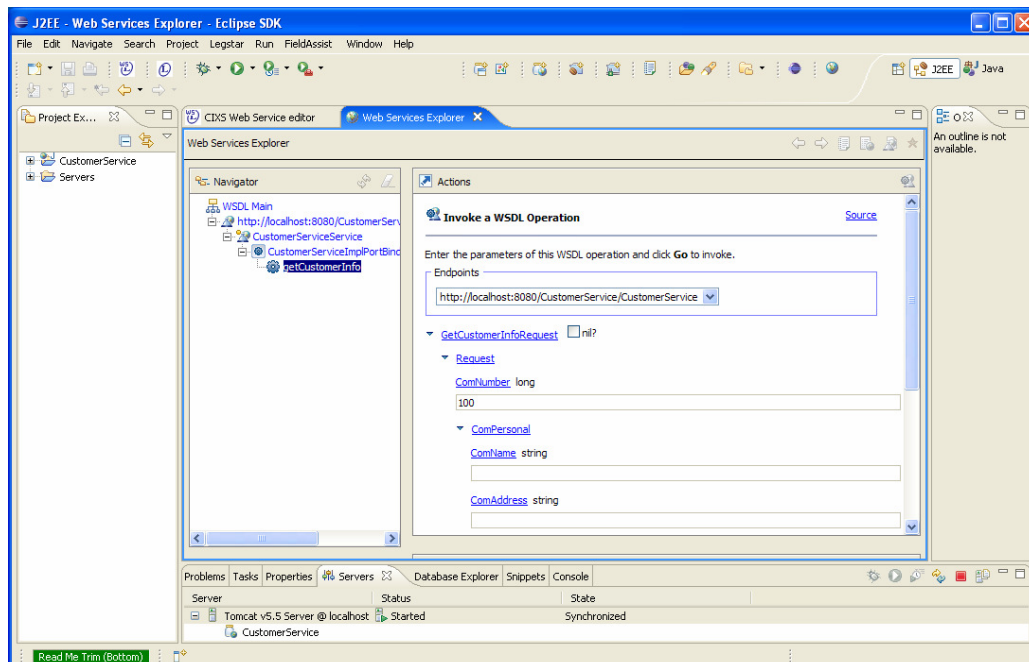 J2EE - Web Services Explorer - Eclipse SDK
File Edit Navigate Search Project Legstar Run FieldAssist Window Help
J2EE Java
Project Ex...
CustomerService
Servers
CIXS Web Service editor
Web Services Explorer
Web Services Explorer
Navigator
WSDL Main
http://localhost:8080/CustomerServ
CustomerServiceService
CustomerServiceImplPortBind
getCustomerInfo
Actions
Invoke a WSDL Operation
Source
Enter the parameters of this WSDL operation and click Go to invoke.
Endpoints
http://localhost:8080/CustomerService/CustomerService
GetCustomerInfoRequest nil?
Request
ComNumber long
100
ComPersonal
ComName string
ComAddress string
O
An outline is not
available.
Problems Tasks Properties Servers Database Explorer Snippets Console
Server Status State
Tomcat v5.5 Server @ localhost Started Synchronized
CustomerService
Read Me Trim (Bottom)